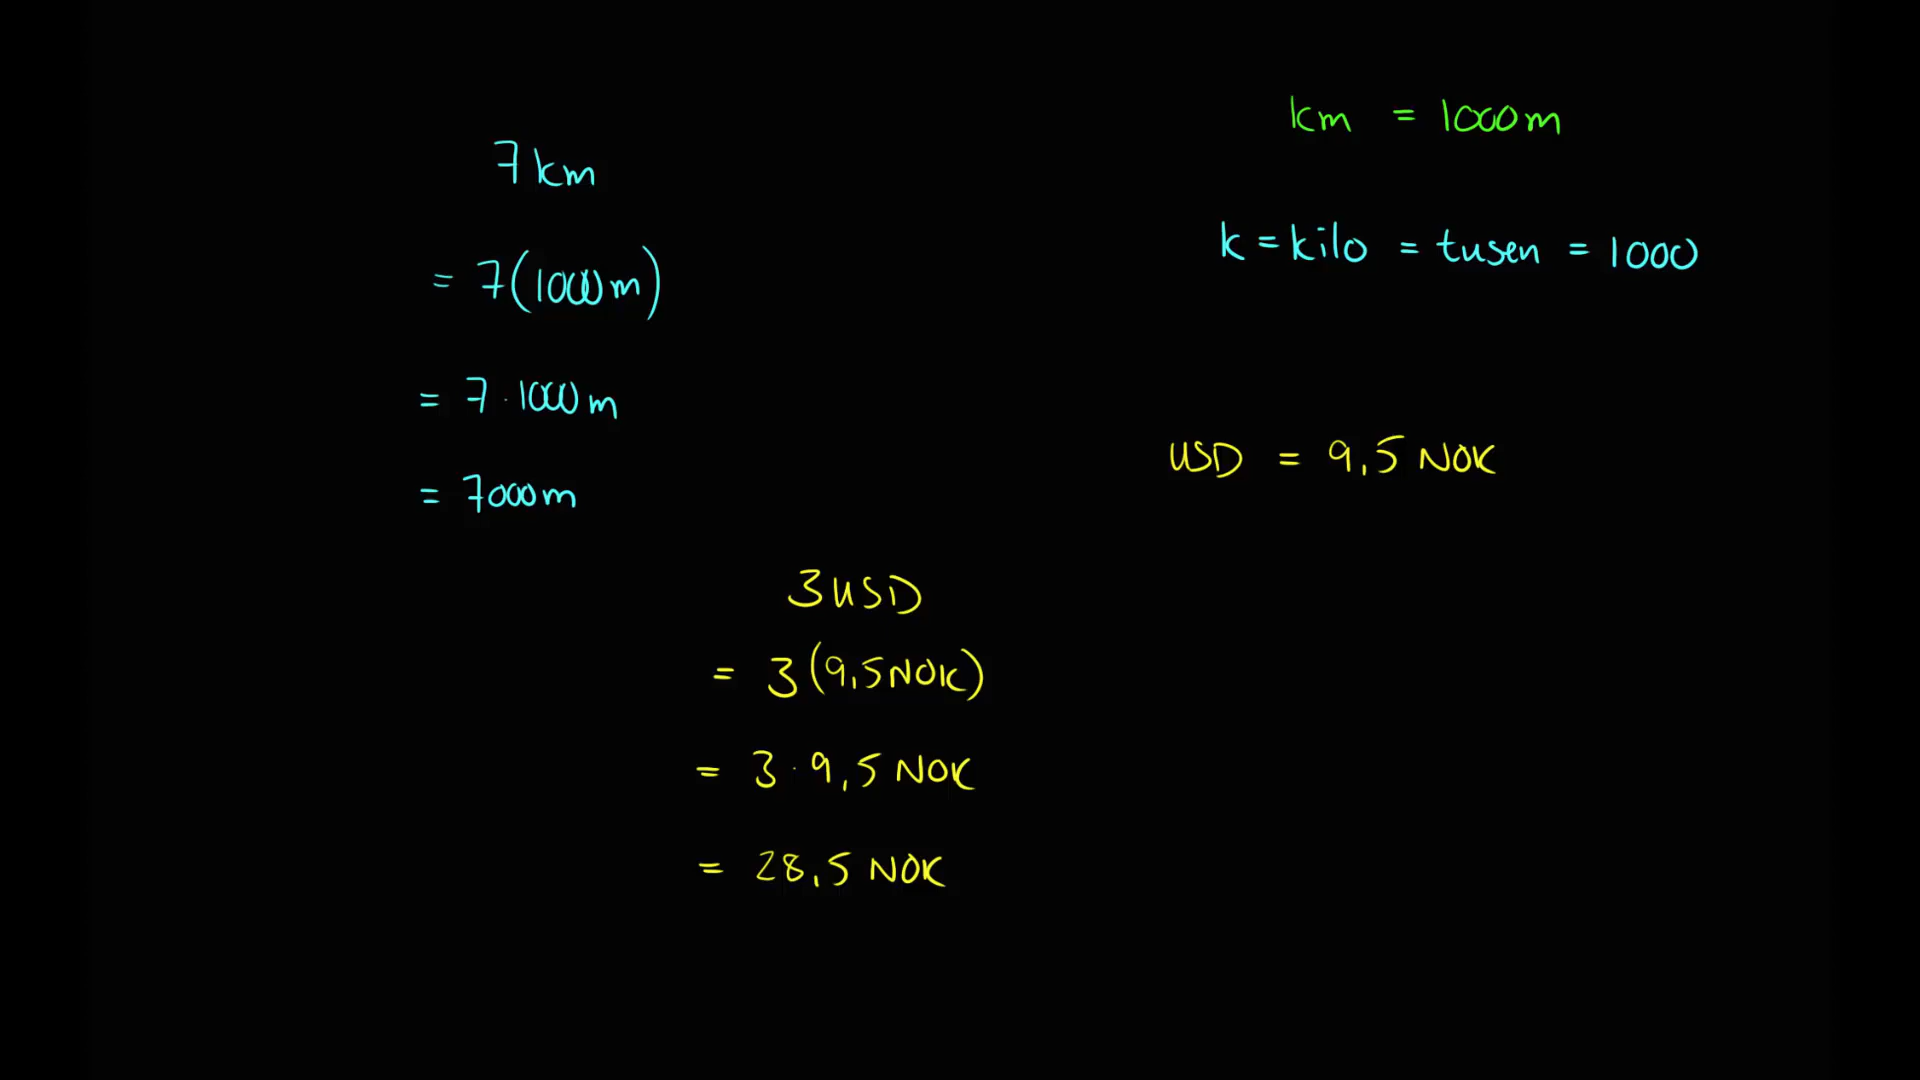 7km
= 7(1000m)
= 7·1000m
= 7000m
km = 1000m
k = kilo = tusen = 1000
USD = 9,5 NOK
3USD
= 3(9,5NOK)
= 3·9,5 NOK
= 28,5 NOK